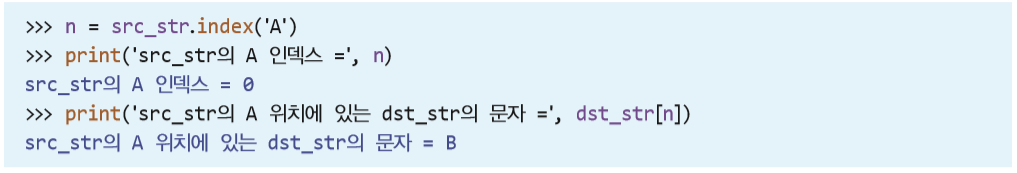 >>> n = src_str.index('A')
>>> print('src_str의 A 인덱스 =', n)
src_str의 A 인덱스 = 0
>>> print('src_str의 A 위치에 있는 dst_str의 문자 =', dst_str[n])
src_str의 A 위치에 있는 dst_str의 문자 = B